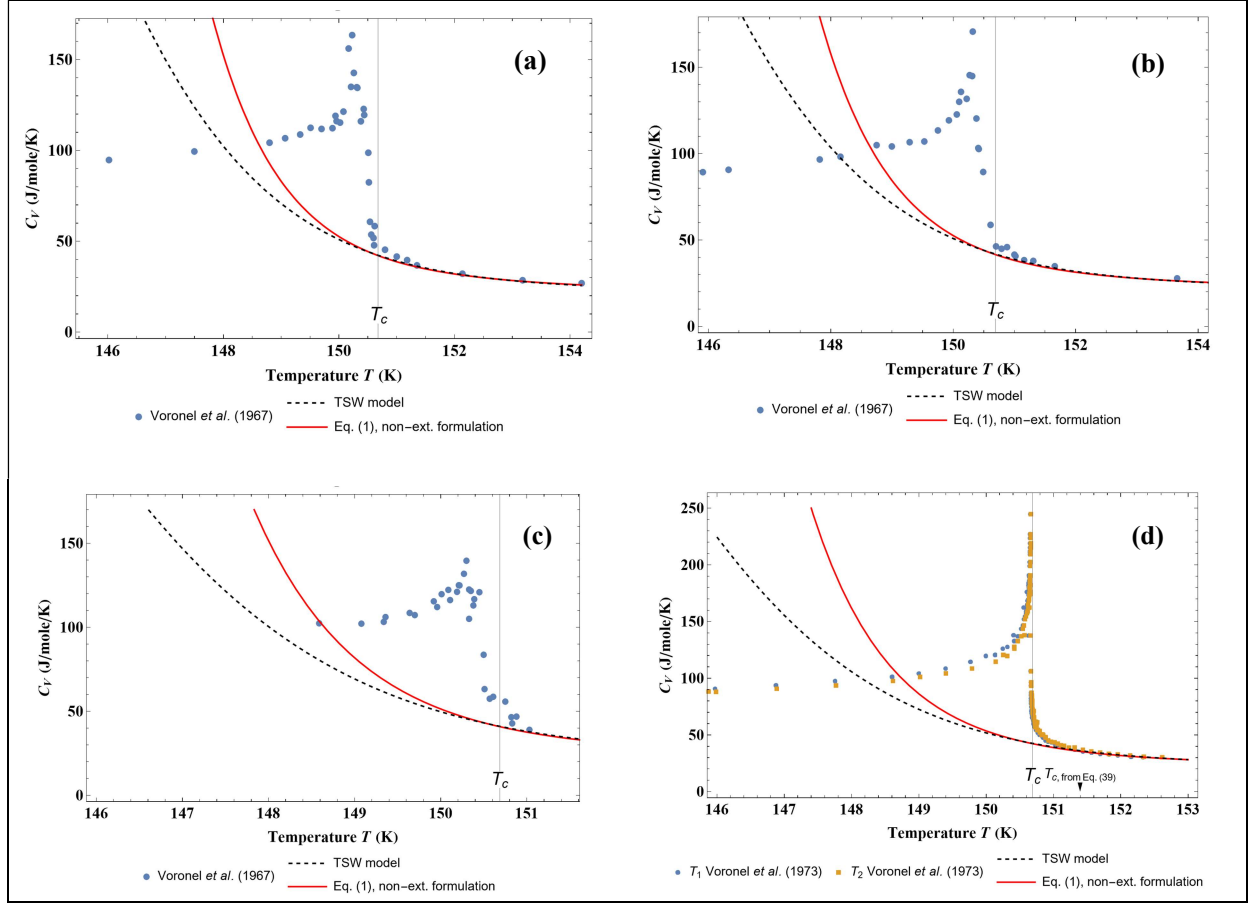 (a)
150
100
50
0
C_V (J/mole/K)
146 148 150 152 154
T_c
Temperature T (K)
Voronel et al. (1967)
TSW model
Eq. (1), non−ext. formulation
(b)
150
100
50
0
C_V (J/mole/K)
146 148 150 152 154
T_c
Temperature T (K)
Voronel et al. (1967)
TSW model
Eq. (1), non−ext. formulation
(c)
150
100
50
0
C_V (J/mole/K)
146 147 148 149 150 151
T_c
Temperature T (K)
Voronel et al. (1967)
TSW model
Eq. (1), non−ext. formulation
(d)
250
200
150
100
50
0
C_V (J/mole/K)
T_c T_c, from Eq. (39)
146 147 148 149 150 151 152 153
Temperature T (K)
T_1 Voronel et al. (1973)
T_2 Voronel et al. (1973)
TSW model
Eq. (1), non−ext. formulation